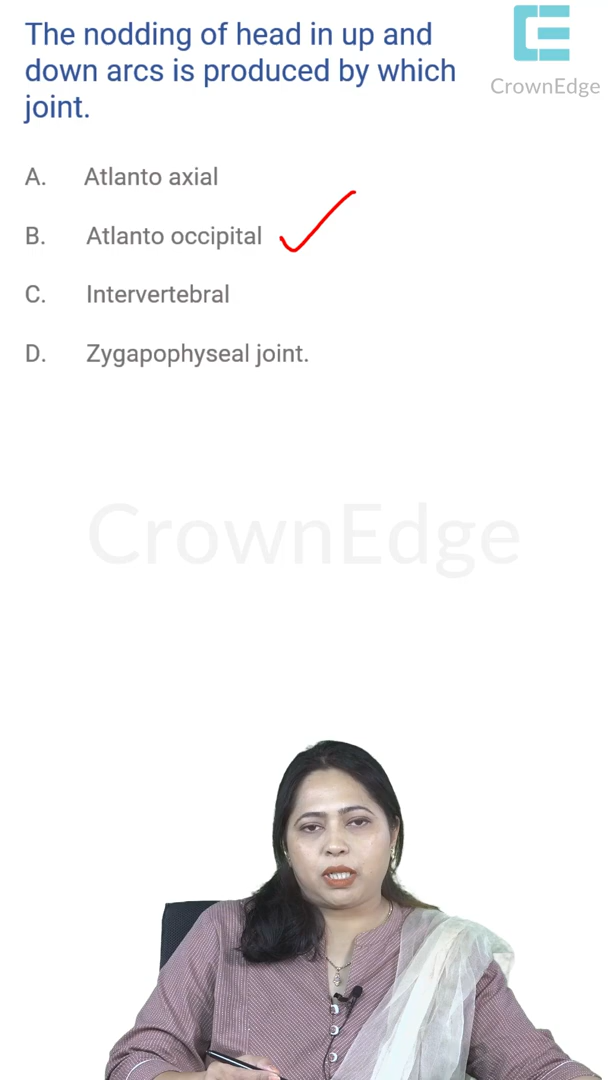 The nodding of head in up and
down arcs is produced by which
joint.
CrownEdge
A. Atlanto axial
B. Atlanto occipital
C. Intervertebral
D. Zygapophyseal joint.
CrownEdge